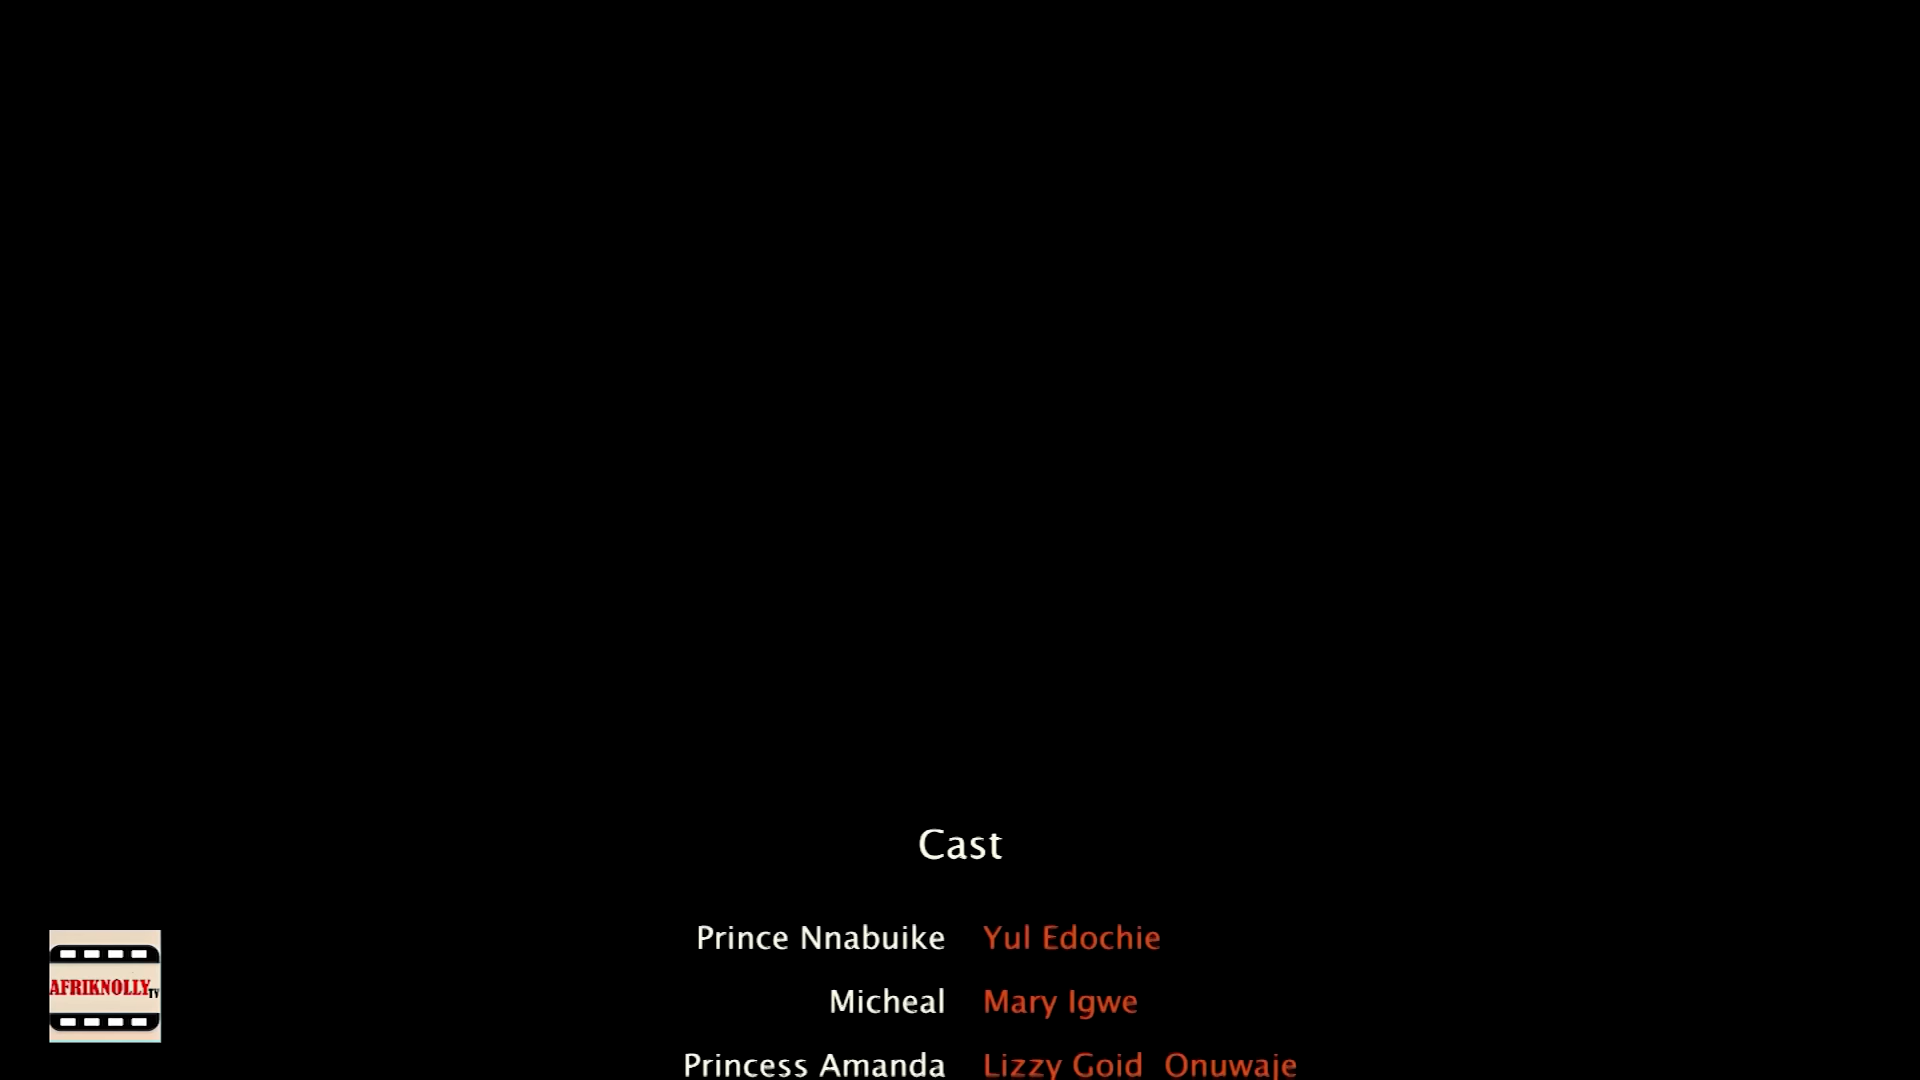 Cast
Prince Nnabuike Yul Edochie
Micheal Mary Igwe
Princess Amanda Lizzy Goid Onuwaje
AFRIKNOLLY TV